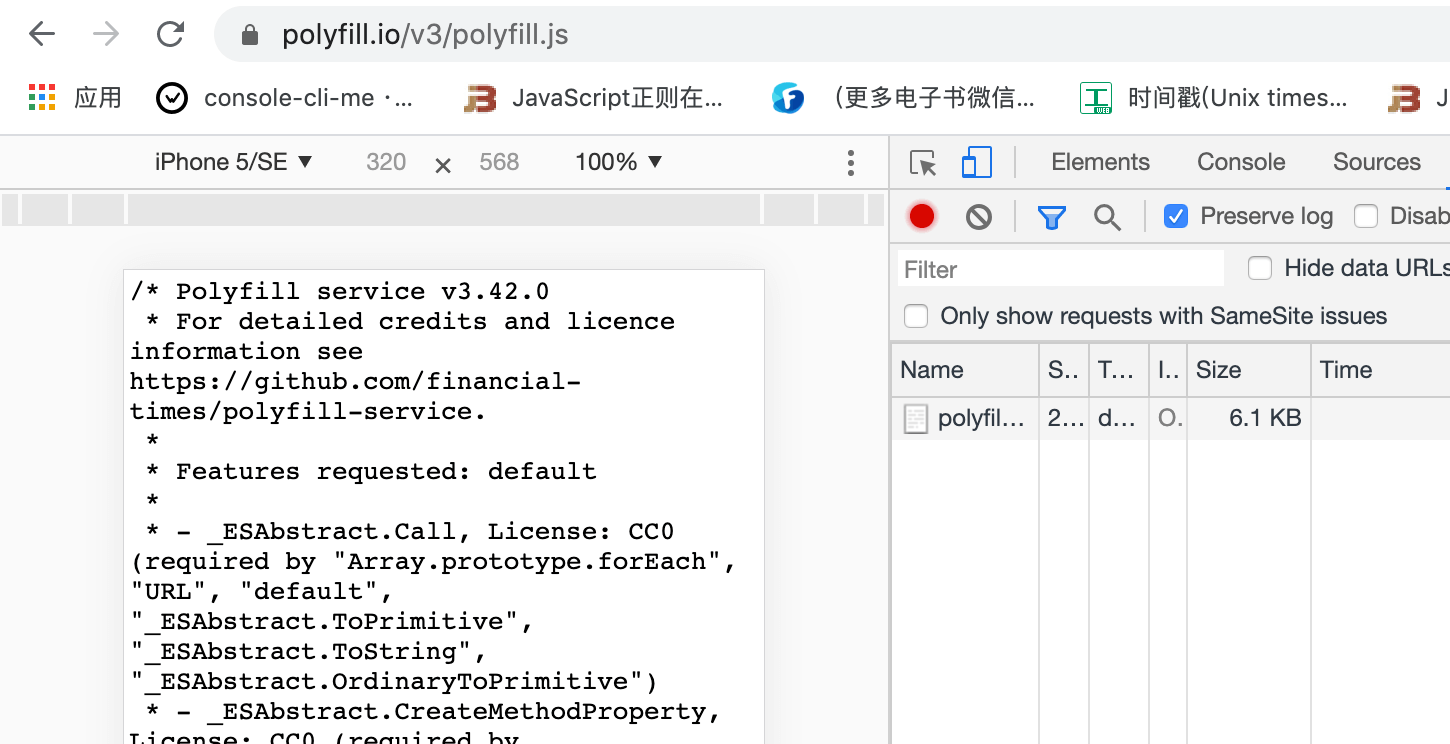 polyfill.io/v3/polyfill.js
应用
console-cli-me ·...
JavaScript正则在...
（更多电子书微信...
时间戳(Unix times...
J
iPhone 5/SE ▼ 320 × 568 100% ▼
Elements Console Sources
Preserve log Disab
Filter Hide data URLs
Only show requests with SameSite issues
Name S.. T... I.. Size Time
polyfil... 2... d... O. 6.1 KB
/* Polyfill service v3.42.0
* For detailed credits and licence
information see
https://github.com/financial-
times/polyfill-service.
*
* Features requested: default
*
* - _ESAbstract.Call, License: CC0
(required by "Array.prototype.forEach",
"URL", "default",
"_ESAbstract.ToPrimitive",
"_ESAbstract.ToString",
"_ESAbstract.OrdinaryToPrimitive")
* - _ESAbstract.CreateMethodProperty,
License: CC0 (required by